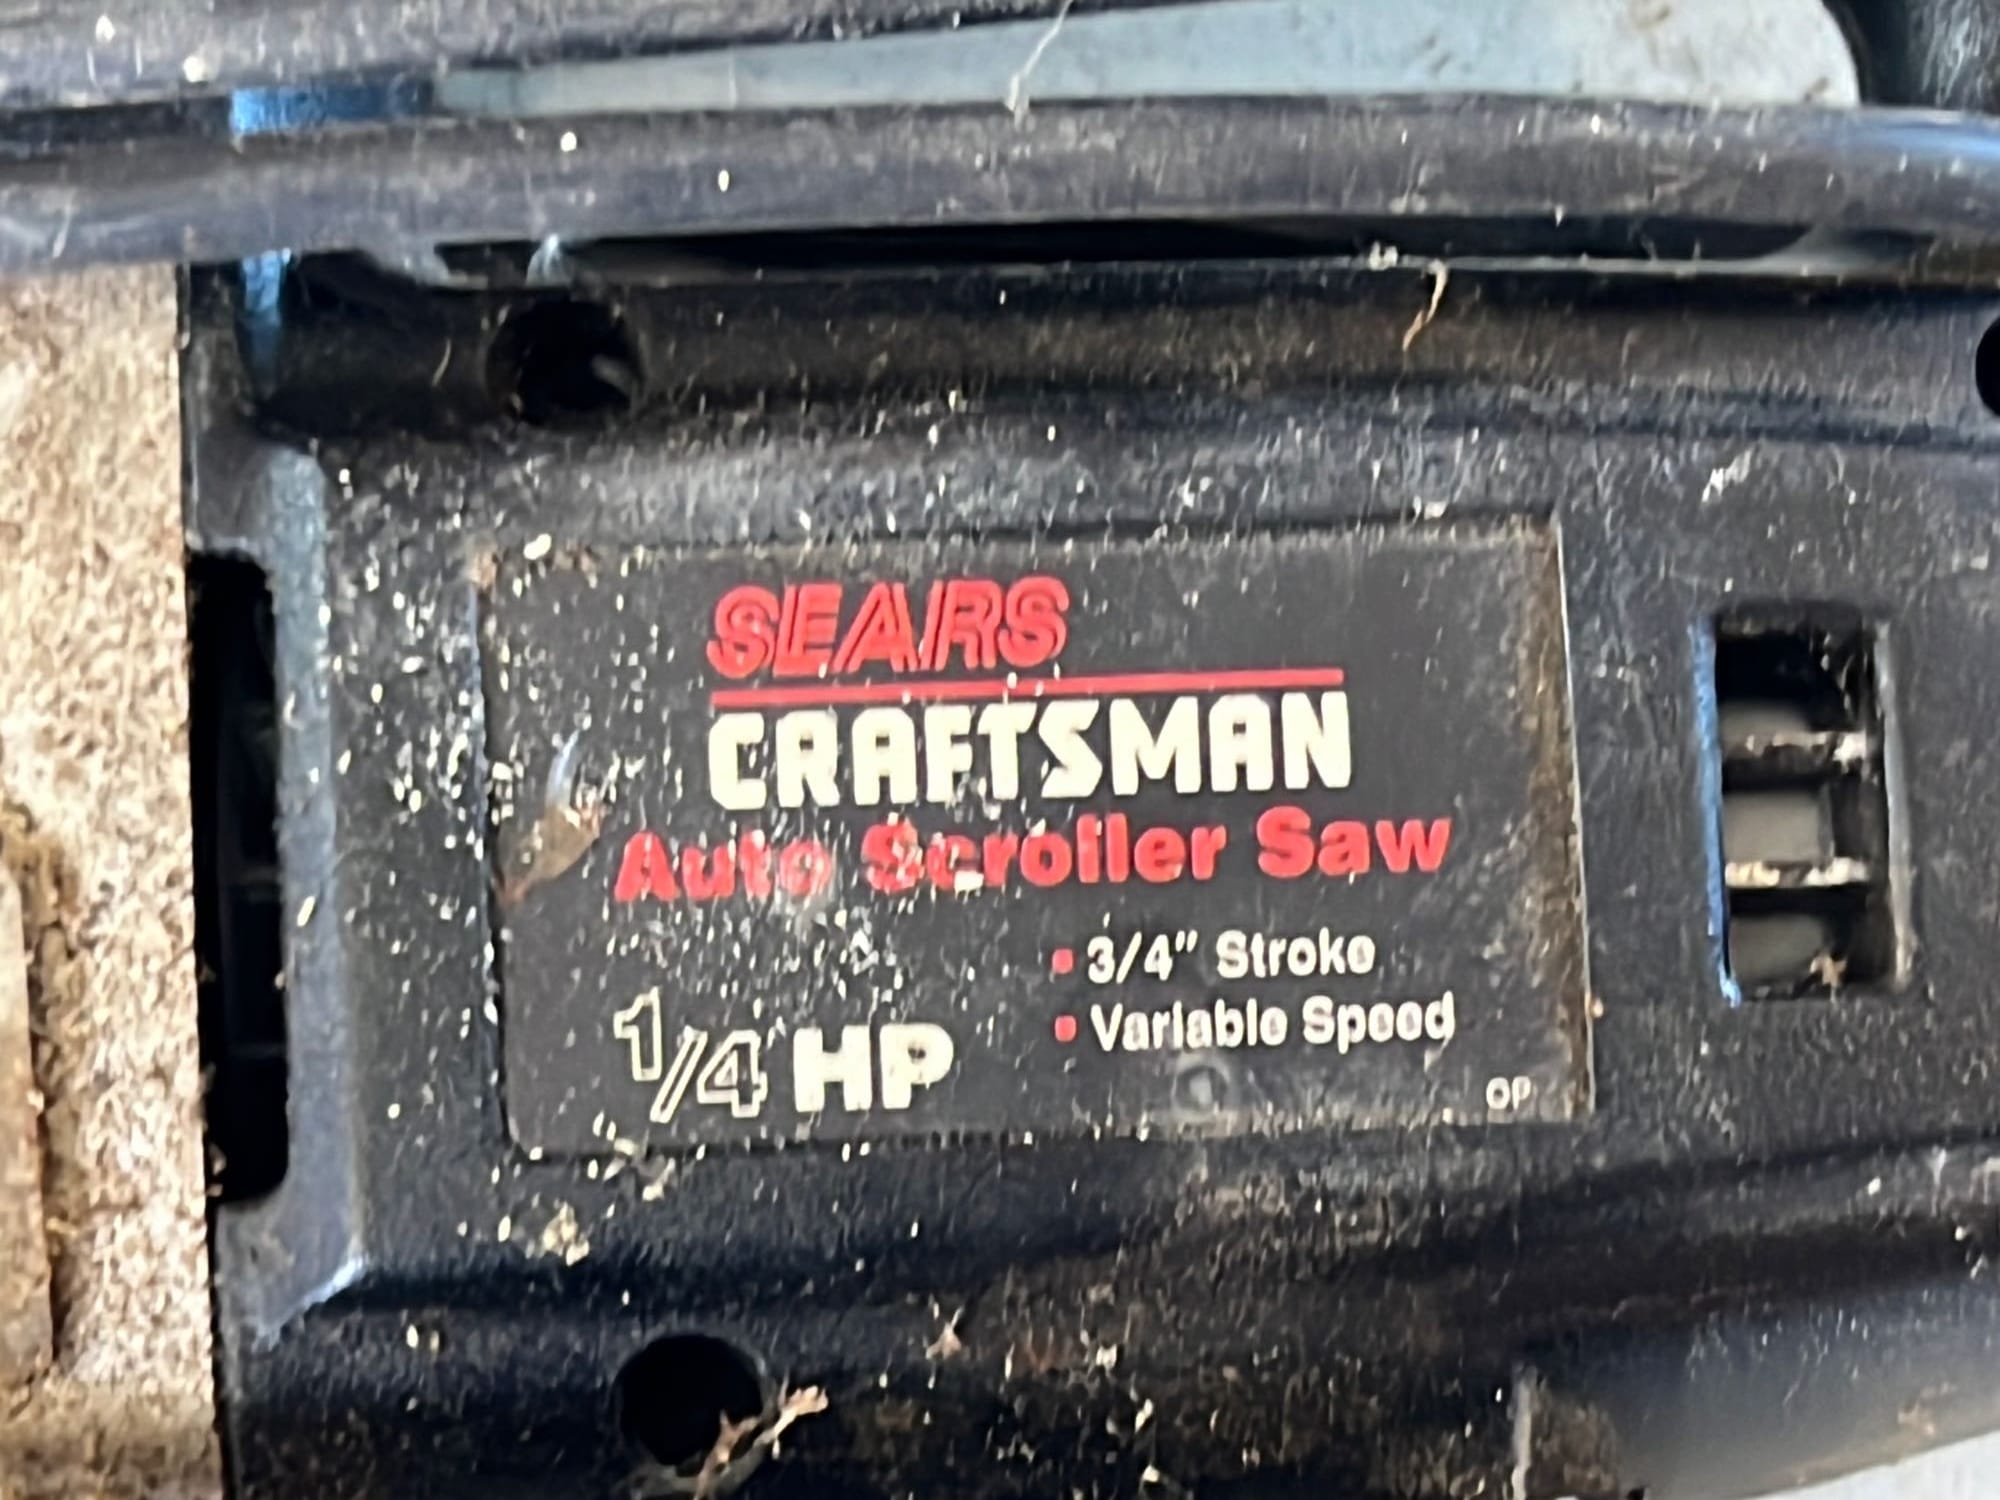 SEARS
CRAFTSMAN
Auto Scroller Saw
▪ 3/4" Stroke
▪ Variable Speed
1/4 HP
OP